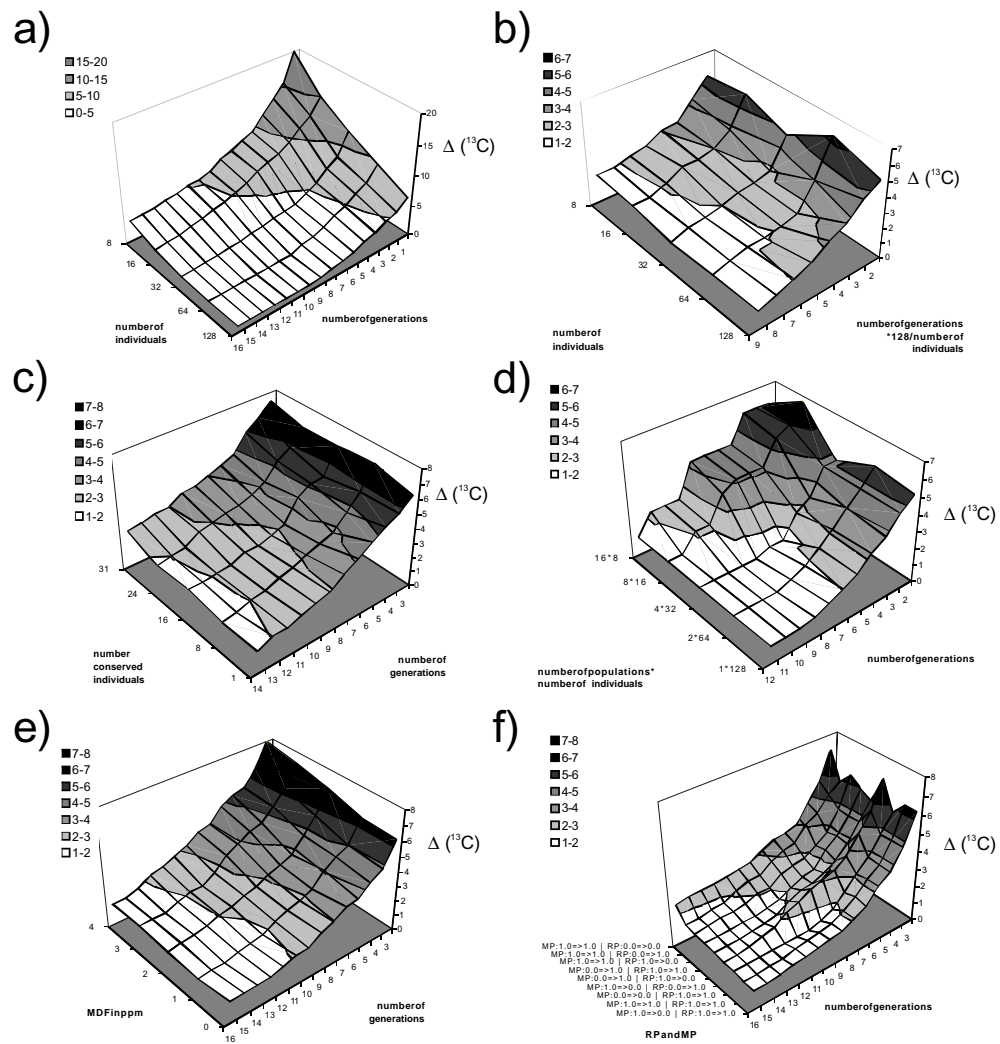 a)
15-20
10-15
5-10
0-5
20
15
10
5
0
Δ (¹³C)
8
16
32
64
128
16 15 14 13 12 11 10 9 8 7 6 5 4 3 2 1
numberof
individuals
numberofgenerations
b)
6-7
5-6
4-5
3-4
2-3
1-2
7
5
4
3
2
1
0
Δ (¹³C)
8
16
32
64
128
9 8 7 6 5 4 2
numberof
individuals
numberofgenerations
*128/numberof
individuals
c)
7-8
6-7
5-6
4-5
3-4
2-3
1-2
8
7
6
5
4
3
2
1
0
Δ (¹³C)
31
24
16
8
1
14 13 12 11 10 9 8 7 6 5 4 3
number
conserved
individuals
numberof
generations
d)
6-7
5-6
4-5
3-4
2-3
1-2
7
6
5
4
3
2
1
0
Δ (¹³C)
16*8
8*16
4*32
2*64
1*128
12 11 10 9 8 7 6 5 4 3 2
numberofpopulations*
numberof individuals
numberofgenerations
e)
7-8
6-7
5-6
4-5
3-4
2-3
1-2
8
7
6
5
4
3
2
1
0
Δ (¹³C)
4
3
2
1
0
16 15 14 13 12 11 10 9 8 7 6 5 4 3
MDFinppm
numberof
generations
f)
7-8
6-7
5-6
4-5
3-4
2-3
1-2
8
7
6
5
4
3
2
1
0
Δ (¹³C)
MP:1.0=>1.0 | RP:0.0=>0.0
MP:1.0=>1.0 | RP:0.0=>1.0
MP:1.0=>1.0 | RP:1.0=>0.0
MP:0.0=>1.0 | RP:1.0=>1.0
MP:0.0=>1.0 | RP:1.0=>0.0
MP:1.0=>0.0 | RP:0.0=>1.0
MP:0.0=>0.0 | RP:1.0=>1.0
MP:1.0=>1.0 | RP:1.0=>1.0
MP:1.0=>0.0 | RP:1.0=>1.0
16 15 14 13 12 11 10 9 8 7 6 5 4 3
RPandMP
numberofgenerations